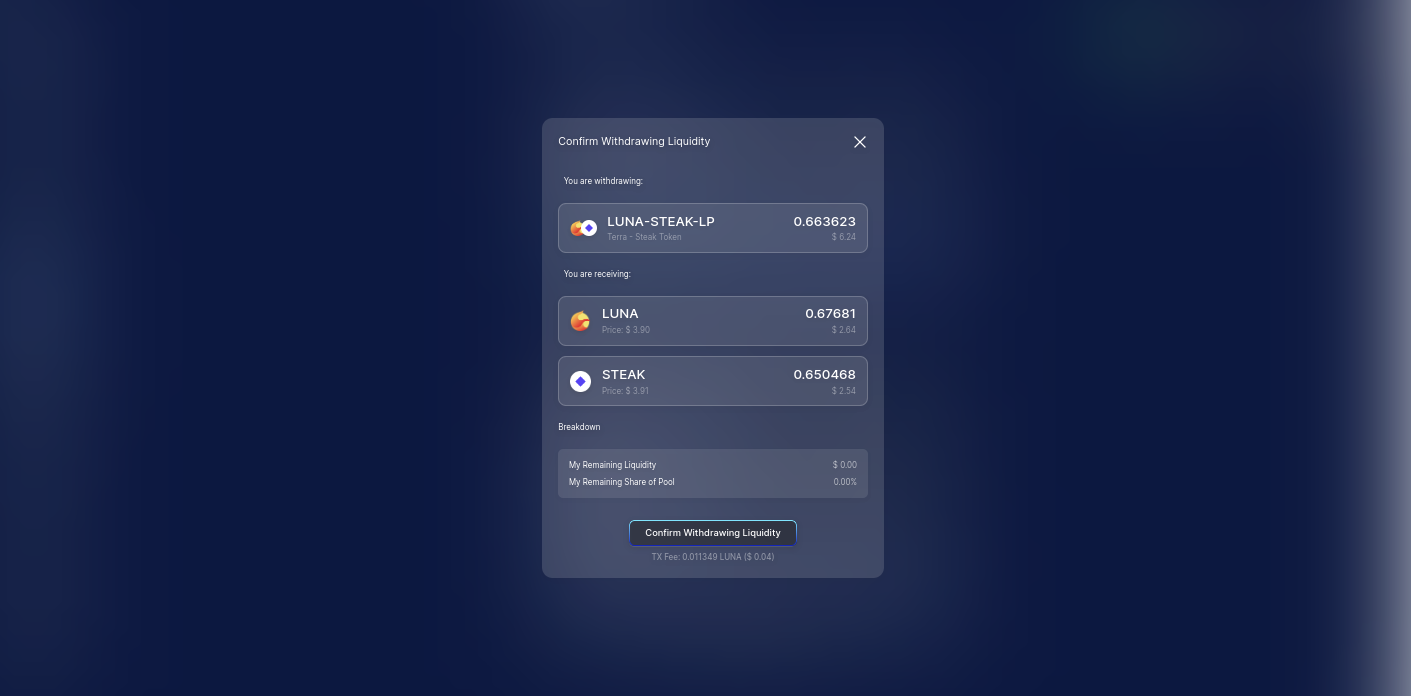 Confirm Withdrawing Liquidity
You are withdrawing:
LUNA-STEAK-LP 0.663623
Terra - Steak Token $ 6.24
You are receiving:
LUNA 0.67681
Price: $ 3.90 $ 2.64
STEAK 0.650468
Price: $ 3.91 $ 2.54
Breakdown
My Remaining Liquidity $ 0.00
My Remaining Share of Pool 0.00%
Confirm Withdrawing Liquidity
TX Fee: 0.011349 LUNA ($ 0.04)